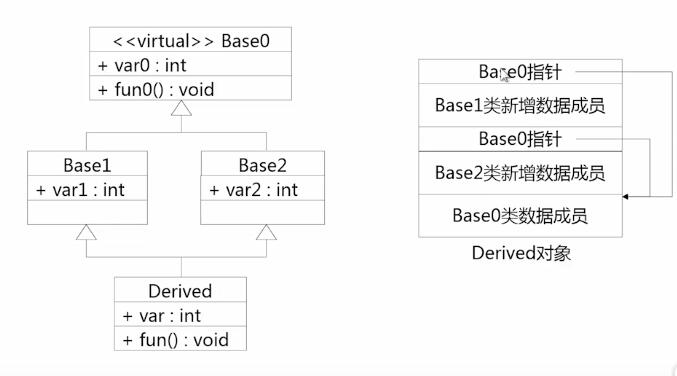 <<virtual>> Base0
+ var0 : int
+ fun0() : void
Base1
+ var1 : int
Base2
+ var2 : int
Derived
+ var : int
+ fun() : void
Base0指针
Base1类新增数据成员
Base0指针
Base2类新增数据成员
Base0类数据成员
Derived对象